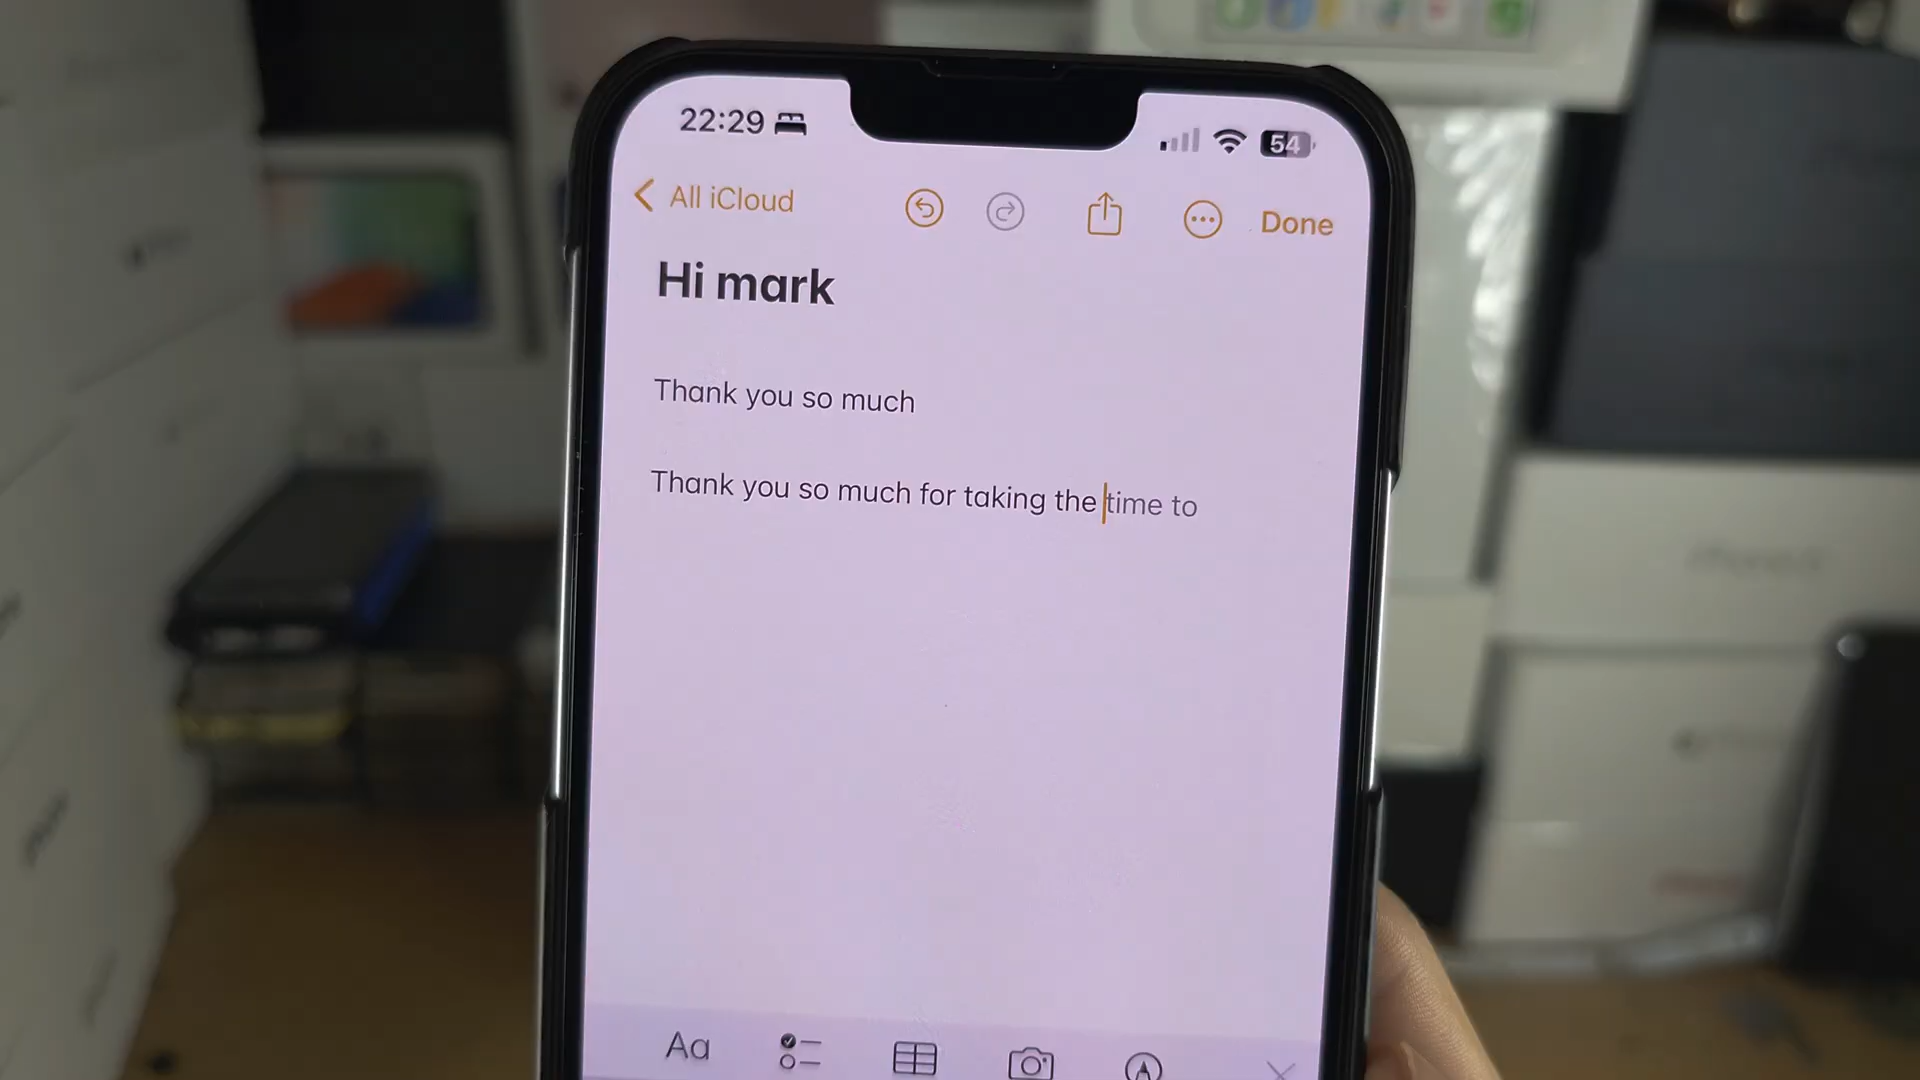 22:29
54
All iCloud
Done
Hi mark
Thank you so much
Thank you so much for taking the time to
Aa